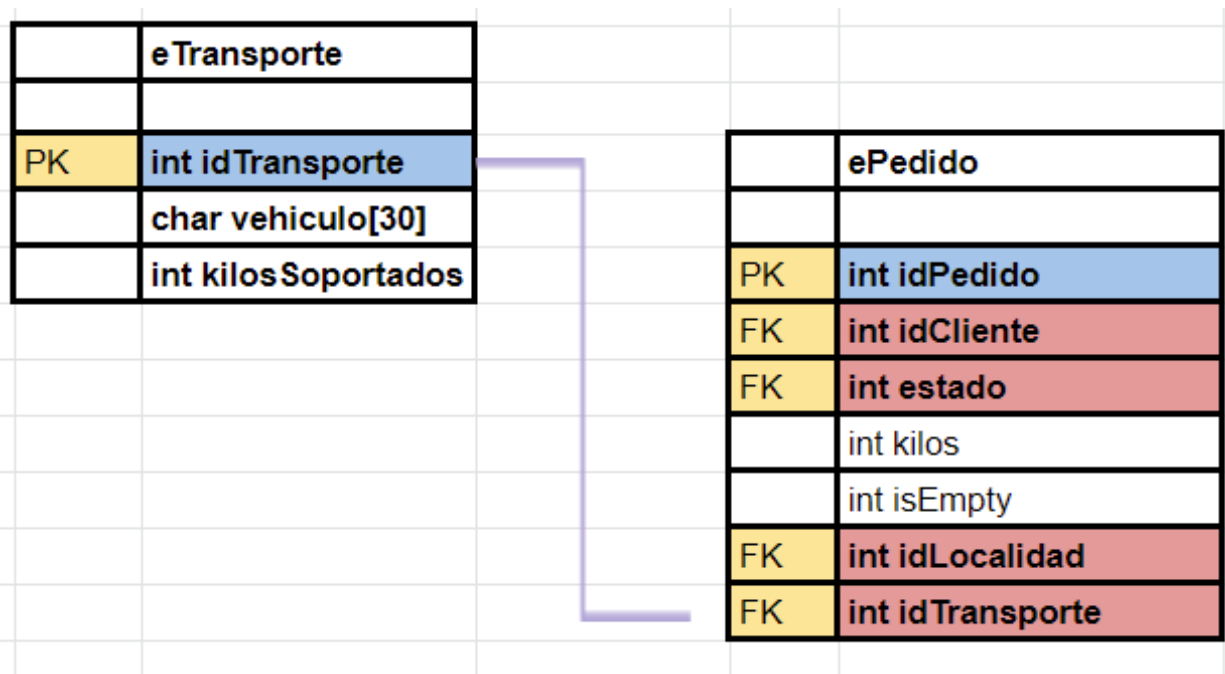 eTransporte
PK int idTransporte
char vehiculo[30]
int kilosSoportados
ePedido
PK int idPedido
FK int idCliente
FK int estado
int kilos
int isEmpty
FK int idLocalidad
FK int idTransporte